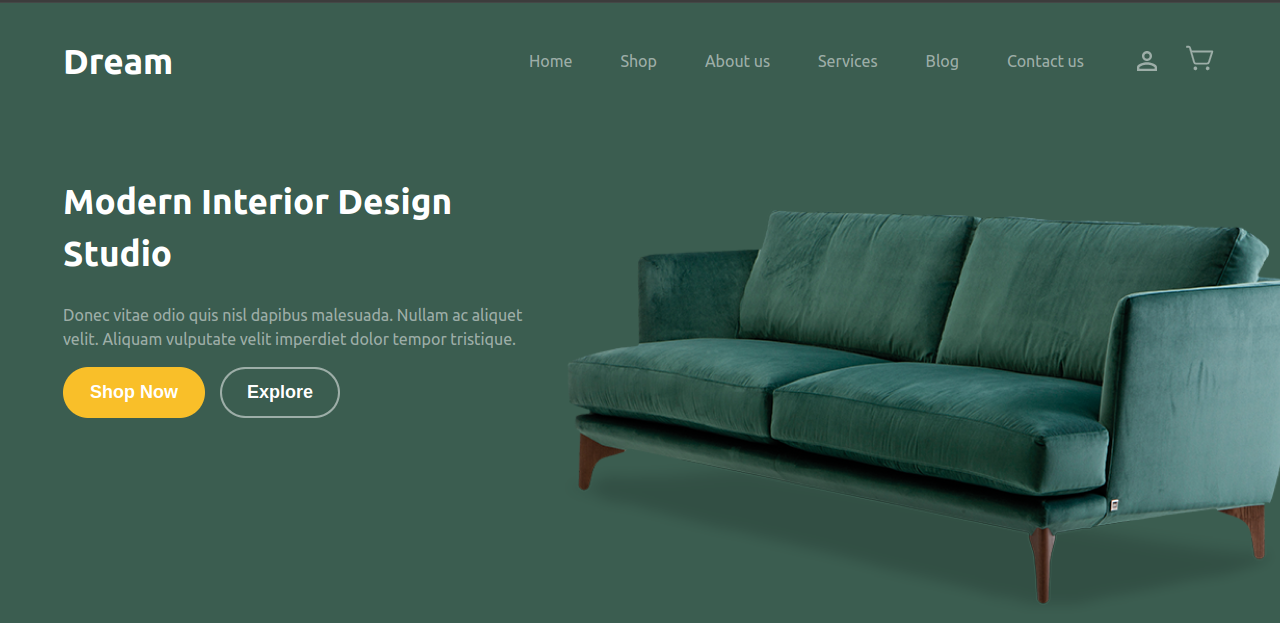 Dream
Home
Shop
About us
Services
Blog
Contact us
Modern Interior Design
Studio
Donec vitae odio quis nisl dapibus malesuada. Nullam ac aliquet
velit. Aliquam vulputate velit imperdiet dolor tempor tristique.
Shop Now
Explore